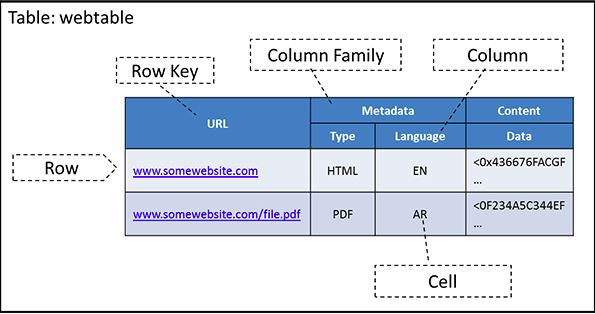 Table: webtable
Row Key
Column Family
Column
URL
Metadata
Content
Type
Language
Data
Row
www.somewebsite.com
HTML
EN
<0x436676FACGF
...
www.somewebsite.com/file.pdf
PDF
AR
<0F234A5C344EF
...
Cell